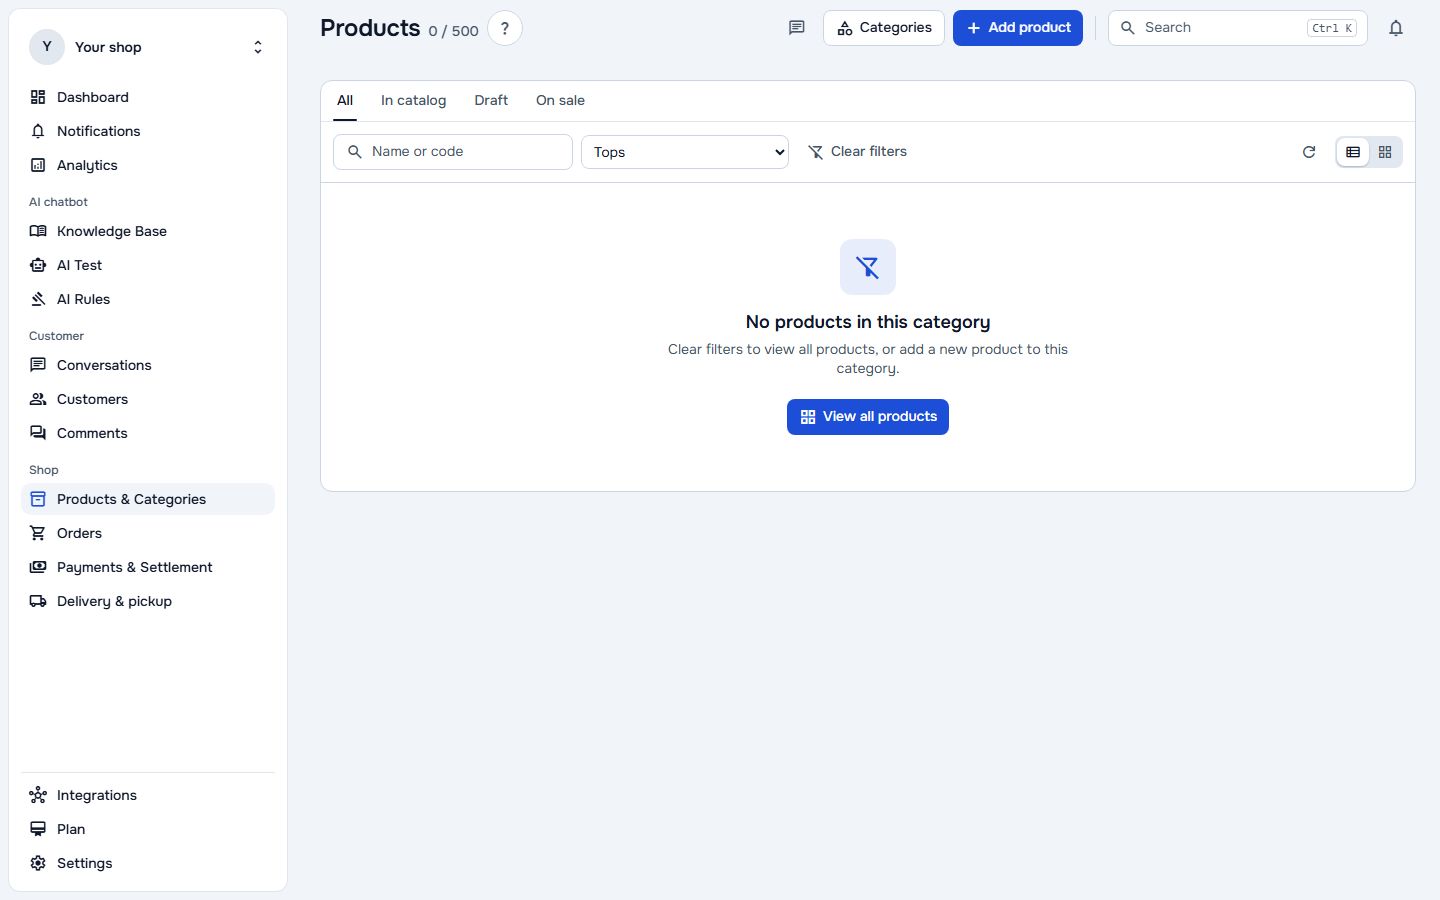 Y
Your shop
Dashboard
Notifications
Analytics
AI chatbot
Knowledge Base
AI Test
AI Rules
Customer
Conversations
Customers
Comments
Shop
Products & Categories
Orders
Payments & Settlement
Delivery & pickup
Integrations
Plan
Settings
Products 0 / 500 ?
Categories
Add product
Search Ctrl K
All In catalog Draft On sale
Name or code
Tops
Clear filters
No products in this category
Clear filters to view all products, or add a new product to this
category.
View all products